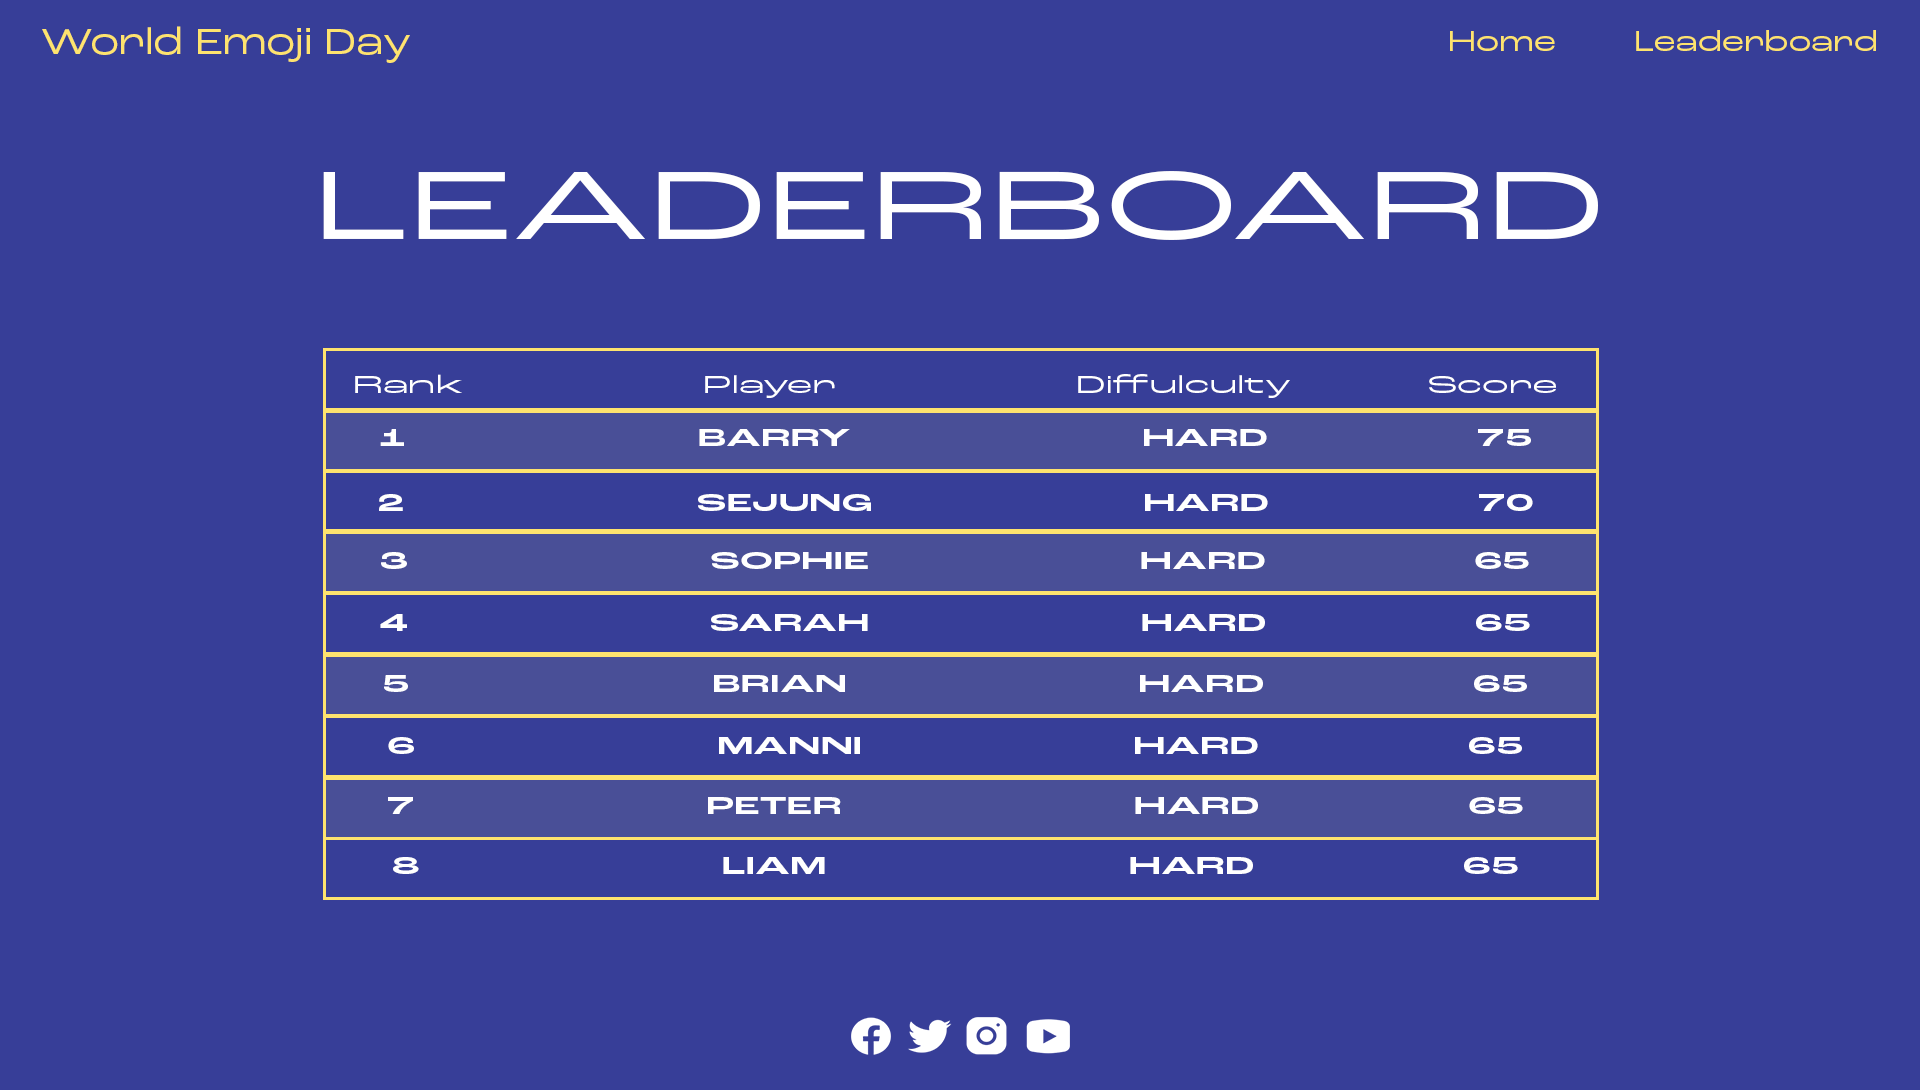 World Emoji Day Home Leaderboard
LEADERBOARD
Rank Player Diffulculty Score
1 BARRY HARD 75
2 SEJUNG HARD 70
3 SOPHIE HARD 65
4 SARAH HARD 65
5 BRIAN HARD 65
6 MANNI HARD 65
7 PETER HARD 65
8 LIAM HARD 65